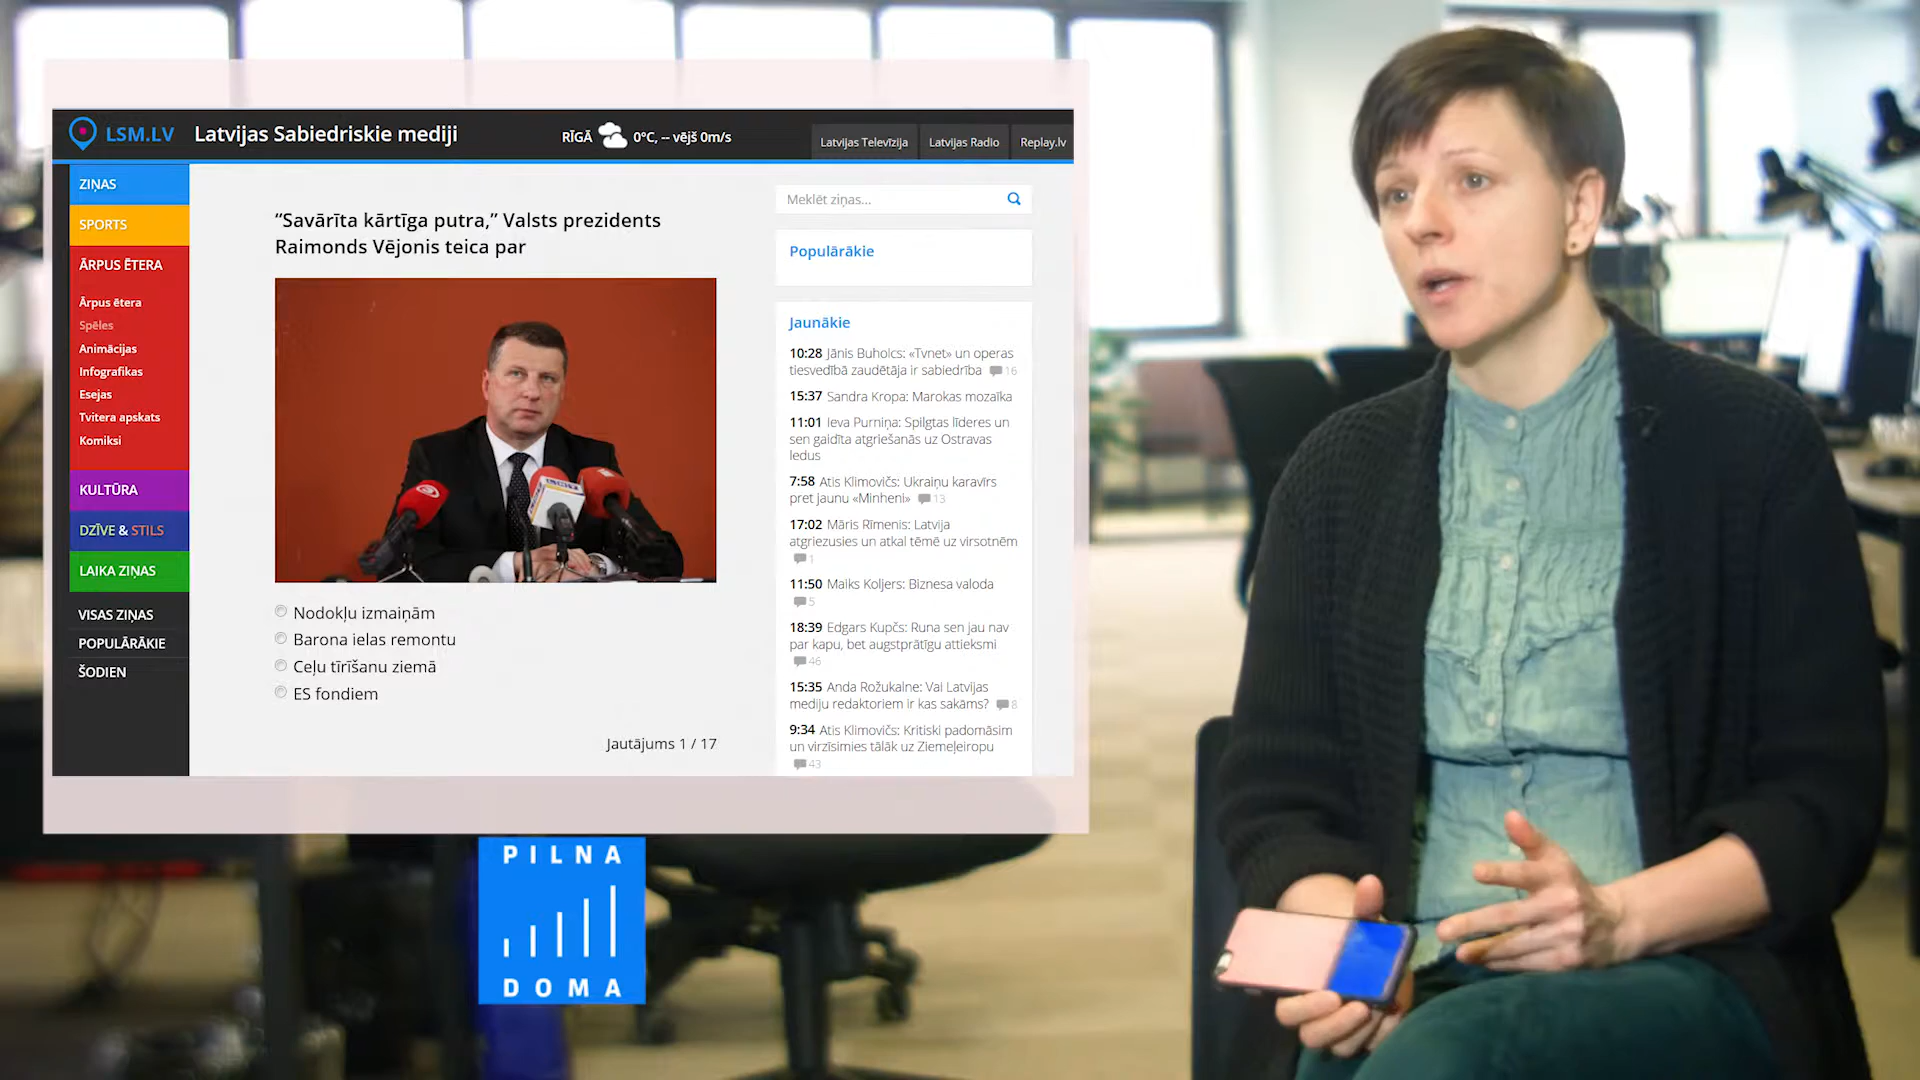 LSM.LV Latvijas Sabiedriskie mediji
RĪGĀ 0°C, -- vējš 0m/s
Latvijas Televīzija
Latvijas Radio
Replay.lv
ZIŅAS
SPORTS
ĀRPUS ĒTERA
Ārpus ētera
Spēles
Animācijas
Infografikas
Esejas
Tvitera apskats
Komiksi
KULTŪRA
DZĪVE & STILS
LAIKA ZIŅAS
VISAS ZIŅAS
POPULĀRĀKIE
ŠODIEN
“Savārīta kārtīga putra,” Valsts prezidents
Raimonds Vējonis teica par
Nodokļu izmaiņām
Barona ielas remontu
Ceļu tīrīšanu ziemā
ES fondiem
Jautājums 1 / 17
Meklēt ziņas...
Populārākie
Jaunākie
10:28 Jānis Buholcs: «Tvnet» un operas
tiesvedībā zaudētāja ir sabiedrība 16
15:37 Sandra Kropa: Marokas mozaīka
11:01 Ieva Purniņa: Spilgtas līderes un
sen gaidīta atgriešanās uz Ostravas
ledus
7:58 Atis Klimovičs: Ukraiņu karavīrs
pret jaunu «Minheni» 13
17:02 Māris Rīmenis: Latvija
atgriezusies un atkal tēmē uz virsotnēm
1
11:50 Maiks Koljers: Biznesa valoda
5
18:39 Edgars Kupčs: Runa sen jau nav
par kapu, bet augstprātīgu attieksmi
46
15:35 Anda Rožukalne: Vai Latvijas
mediju redaktoriem ir kas sakāms? 8
9:34 Atis Klimovičs: Kritiski padomāsim
un virzīsimies tālāk uz Ziemeļeiropu
43
PILNA
DOMA